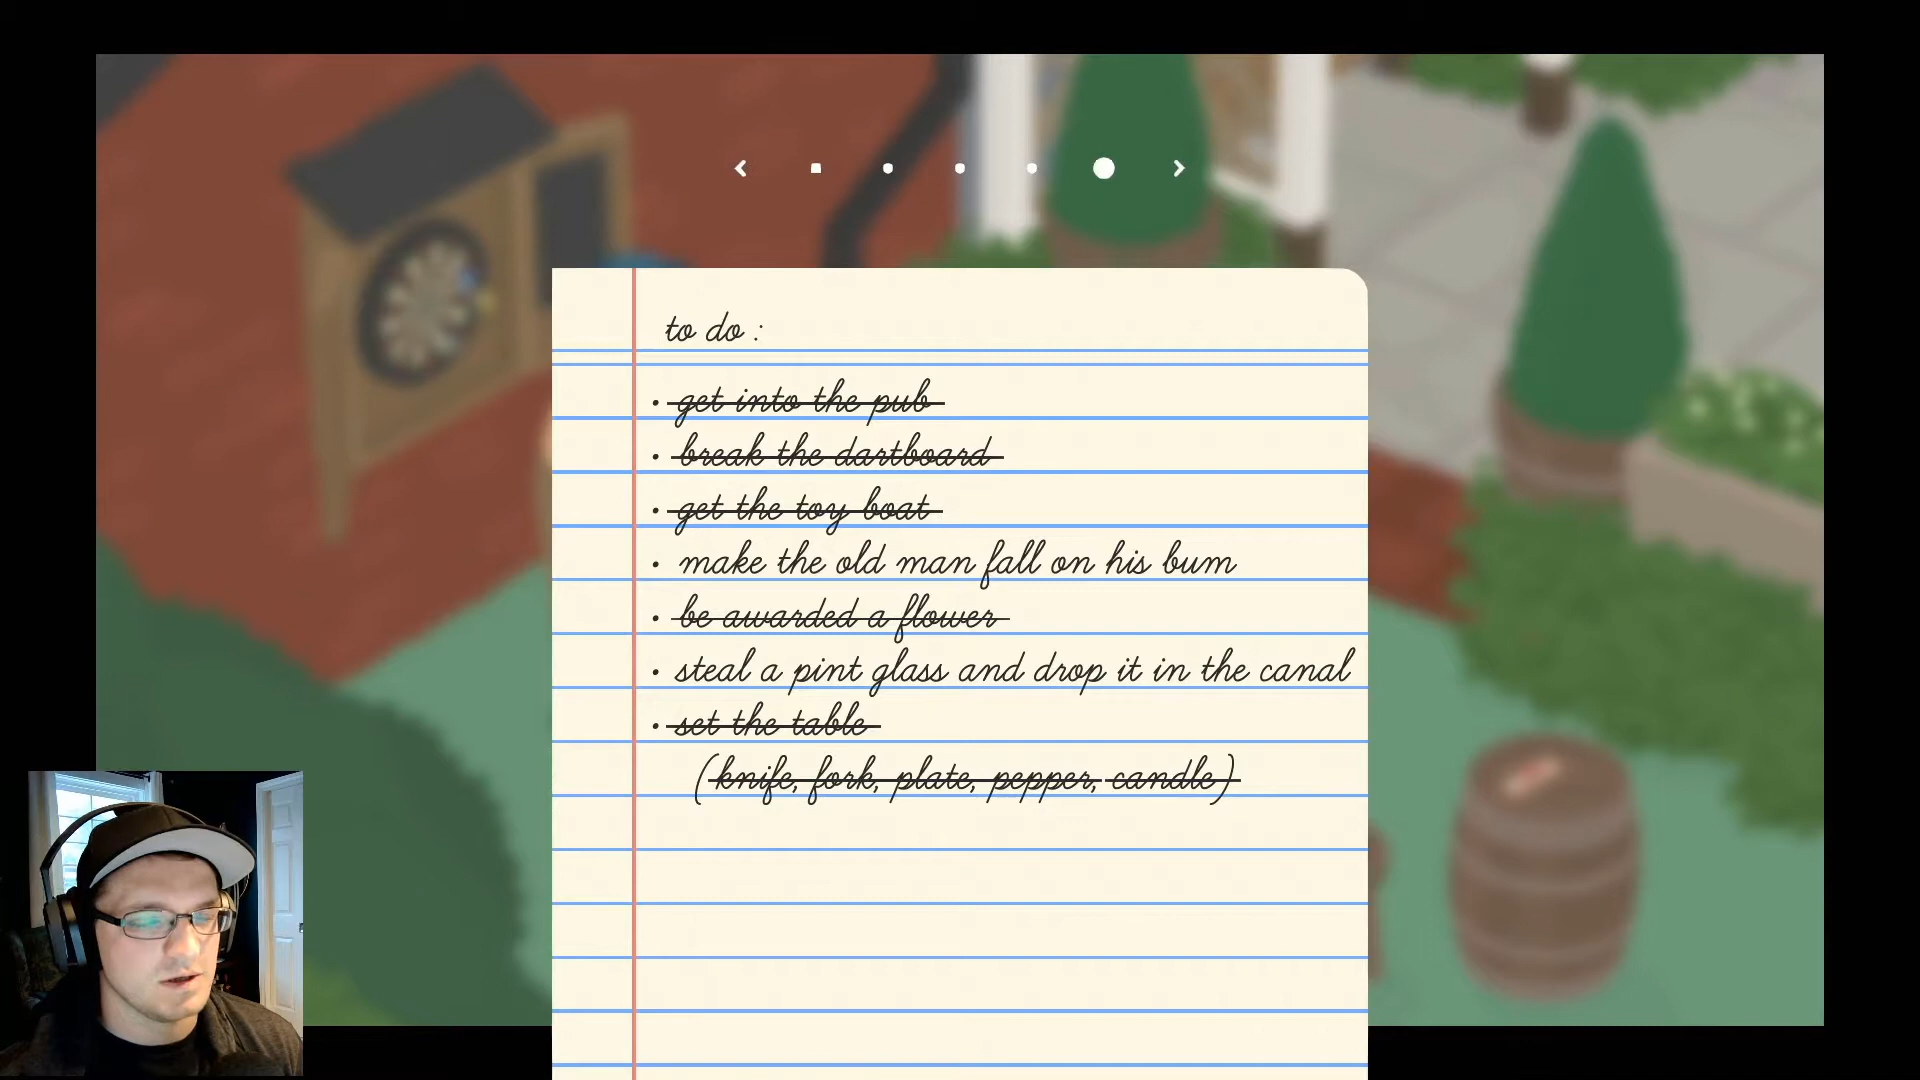 to do :
• get into the pub
• break the dartboard
• get the toy boat
• make the old man fall on his bum
• be awarded a flower
• steal a pint glass and drop it in the canal
• set the table
(knife, fork, plate, pepper, candle)